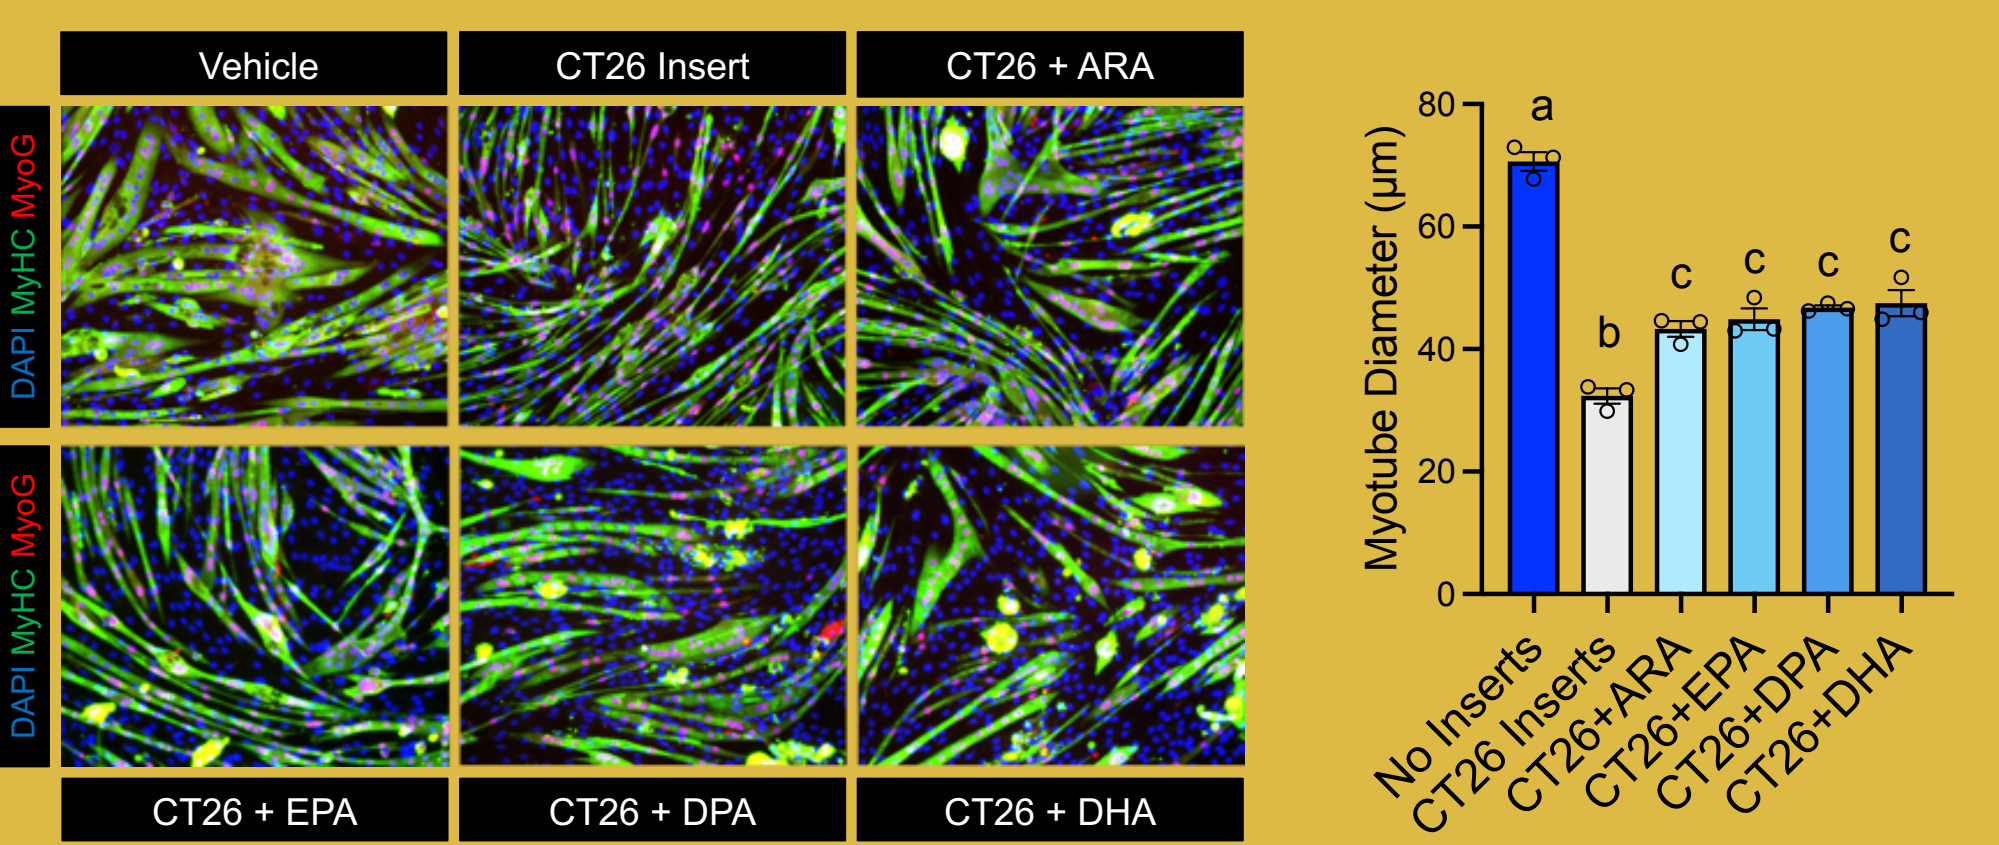 Vehicle
CT26 Insert
CT26 + ARA
DAPI MyHC MyoG
DAPI MyHC MyoG
CT26 + EPA
CT26 + DPA
CT26 + DHA
Myotube Diameter (μm)
80
60
40
20
0
a
b
c
c
c
c
No Inserts
CT26 Inserts
CT26+ARA
CT26+EPA
CT26+DPA
CT26+DHA